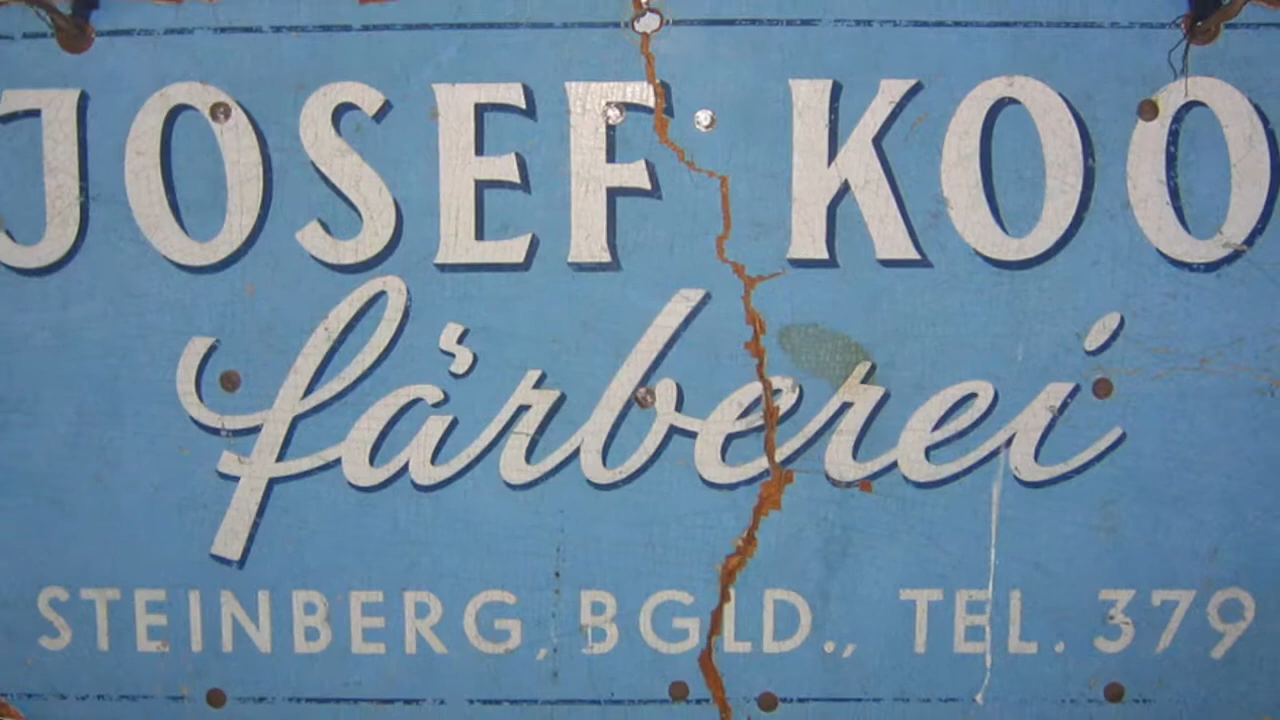 JOSEF KOO
färberei
STEINBERG, BGLD., TEL. 379